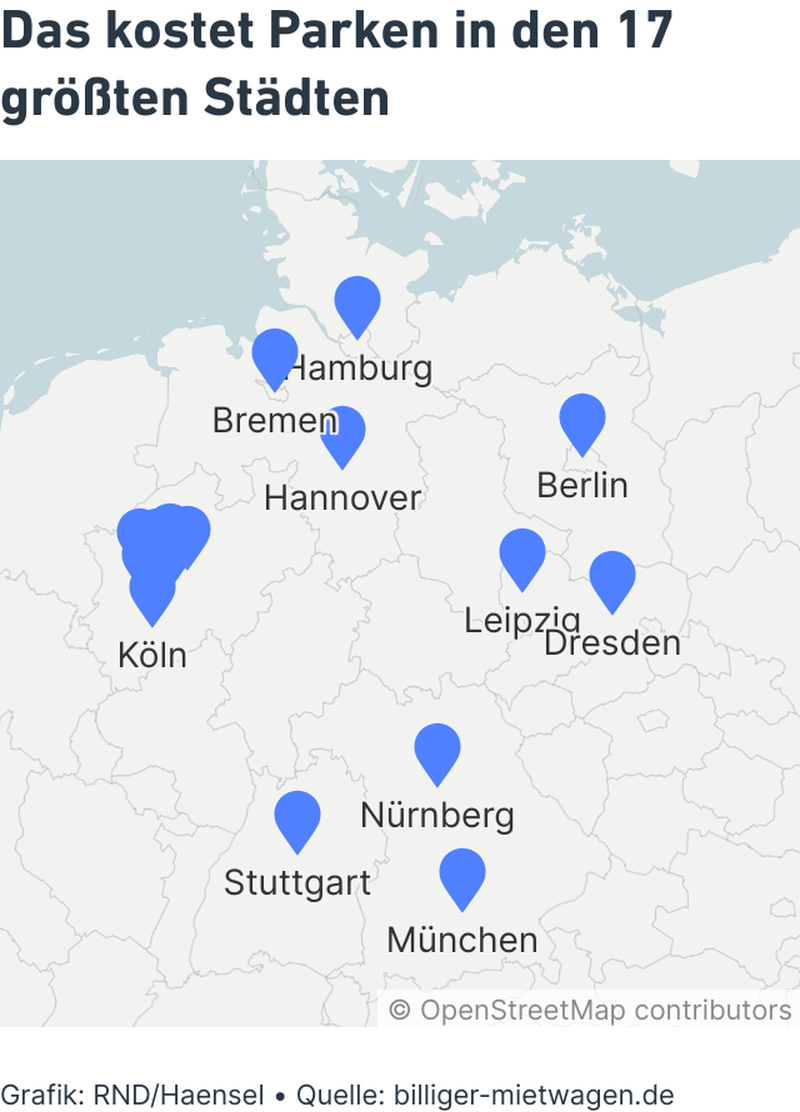 Das kostet Parken in den 17
größten Städten
Hamburg
Bremen
Hannover
Berlin
Leipzig
Dresden
Köln
Nürnberg
Stuttgart
München
© OpenStreetMap contributors
Grafik: RND/Haensel • Quelle: billiger-mietwagen.de